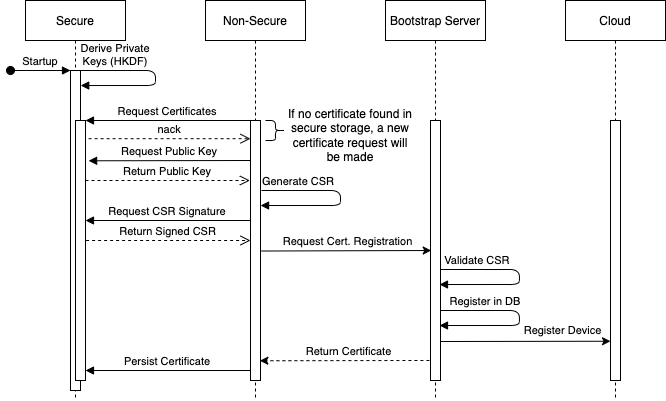 Secure
Non-Secure
Bootstrap Server
Cloud
Startup
Derive Private
Keys (HKDF)
Request Certificates
nack
If no certificate found in
secure storage, a new
certificate request will
be made
Request Public Key
Return Public Key
Generate CSR
Request CSR Signature
Return Signed CSR
Request Cert. Registration
Validate CSR
Register in DB
Register Device
Return Certificate
Persist Certificate